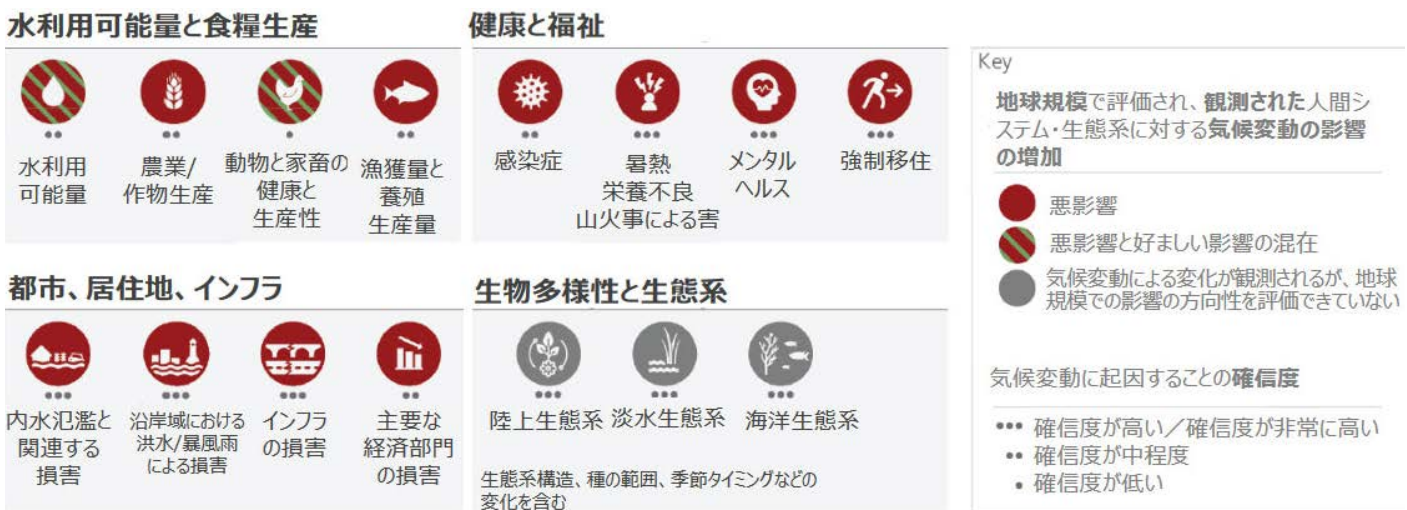 水利用可能量と食糧生産
水利用
可能量
農業/
作物生産
動物と家畜の
健康と
生産性
漁獲量と
養殖
生産量
健康と福祉
感染症
暑熱
栄養不良
山火事による害
メンタル
ヘルス
強制移住
都市、居住地、インフラ
内水氾濫と
関連する
損害
沿岸域における
洪水/暴風雨
による損害
インフラ
の損害
主要な
経済部門
の損害
生物多様性と生態系
陸上生態系
淡水生態系
海洋生態系
生態系構造、種の範囲、季節タイミングなどの
変化を含む
Key
地球規模で評価され、観測された人間シ
ステム・生態系に対する気候変動の影響
の増加
悪影響
悪影響と好ましい影響の混在
気候変動による変化が観測されるが、地球
規模での影響の方向性を評価できていない
気候変動に起因することの確信度
••• 確信度が高い／確信度が非常に高い
•• 確信度が中程度
• 確信度が低い